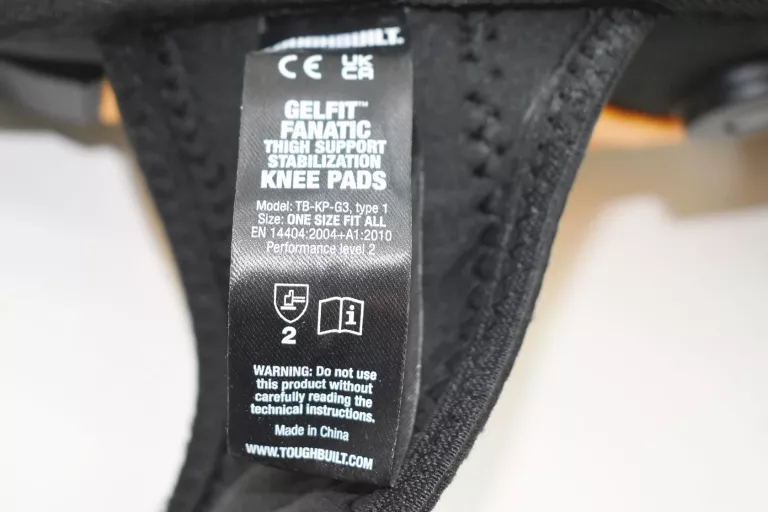 TOUGHBUILT.
CE UK CA
GELFIT™
FANATIC
THIGH SUPPORT
STABILIZATION
KNEE PADS
Model: TB-KP-G3, type 1
Size: ONE SIZE FIT ALL
EN 14404:2004+A1:2010
Performance level 2
2
i
WARNING: Do not use
this product without
carefully reading the
technical instructions.
Made in China
WWW.TOUGHBUILT.COM